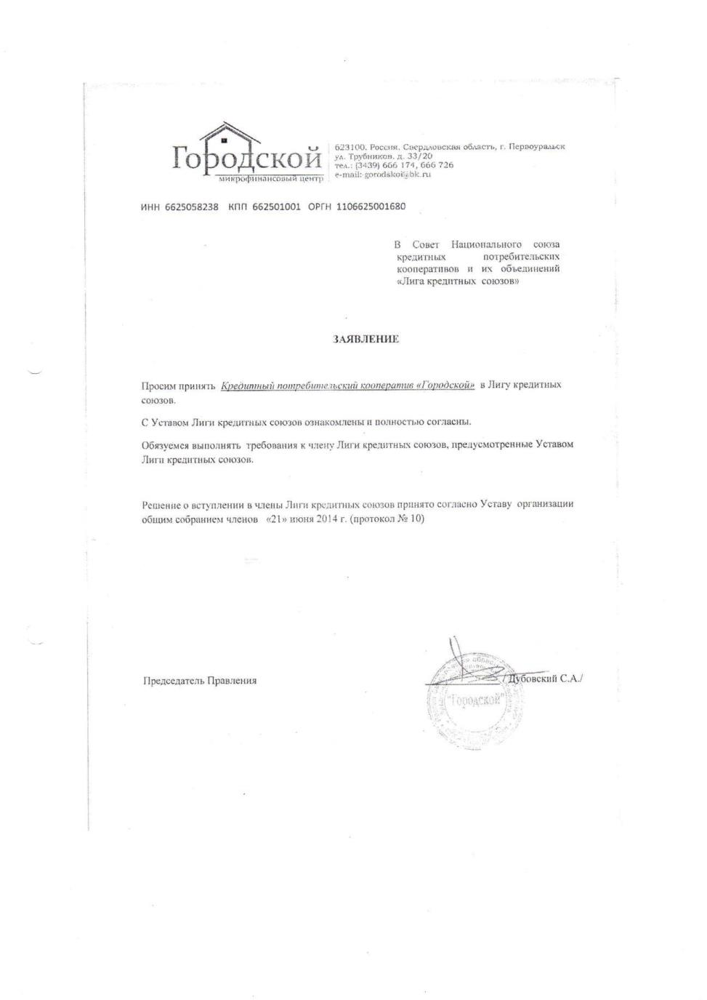 Городской
микрофинансовый центр
623100, Россия, Свердловская область, г. Первоуральск
ул. Трубников, д. 33/20
тел.: (3439) 666 174, 666 726
e-mail: gorodskoi@bk.ru
ИНН 6625058238 КПП 662501001 ОРГН 1106625001680
В Совет Национального союза
кредитных потребительских
кооперативов и их объединений
«Лига кредитных союзов»
ЗАЯВЛЕНИЕ
Просим принять Кредитный потребительский кооператив «Городской» в Лигу кредитных
союзов.
С Уставом Лиги кредитных союзов ознакомлены и полностью согласны.
Обязуемся выполнять требования к члену Лиги кредитных союзов, предусмотренные Уставом
Лиги кредитных союзов.
Решение о вступлении в члены Лиги кредитных союзов принято согласно Уставу организации
общим собранием членов «21» июня 2014 г. (протокол № 10)
Председатель Правления
/Дубовский С.А./
"Городской"